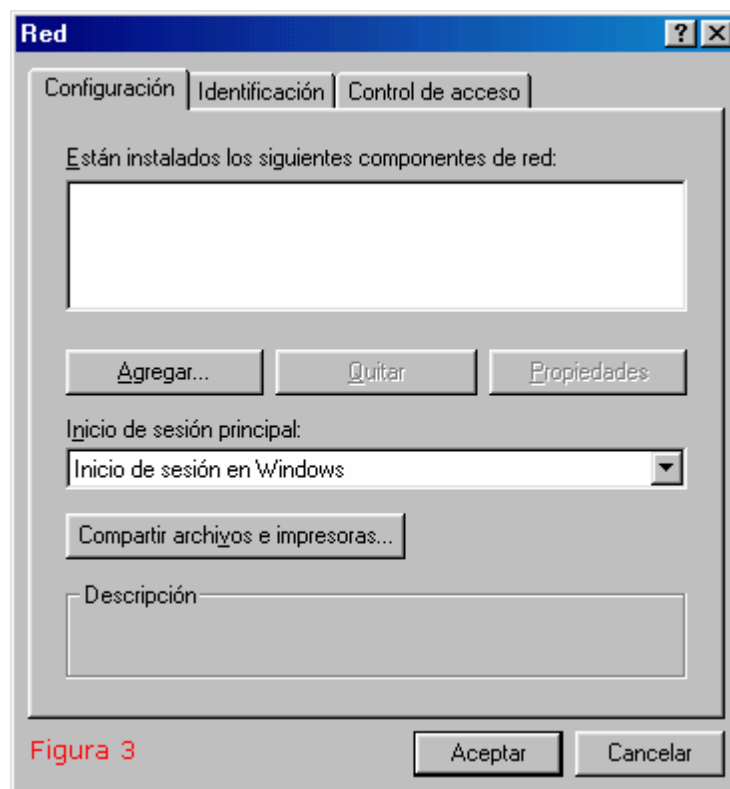 Red
Configuración Identificación Control de acceso
Están instalados los siguientes componentes de red:
Agregar... Quitar Propiedades
Inicio de sesión principal:
Inicio de sesión en Windows
Compartir archivos e impresoras...
Descripción
Figura 3 Aceptar Cancelar